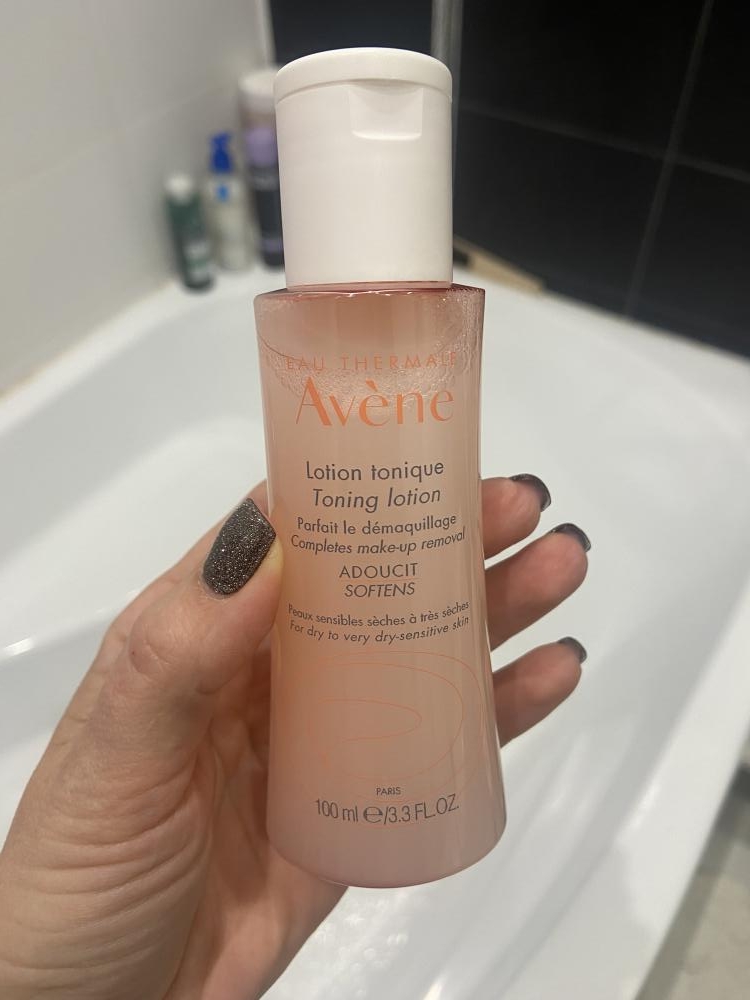 EAU THERMALE
Avène
Lotion tonique
Toning lotion
Parfait le démaquillage
Completes make-up removal
ADOUCIT
SOFTENS
Peaux sensibles sèches à très sèches
For dry to very dry-sensitive skin
PARIS
100 ml ℮/3.3 FL.OZ.